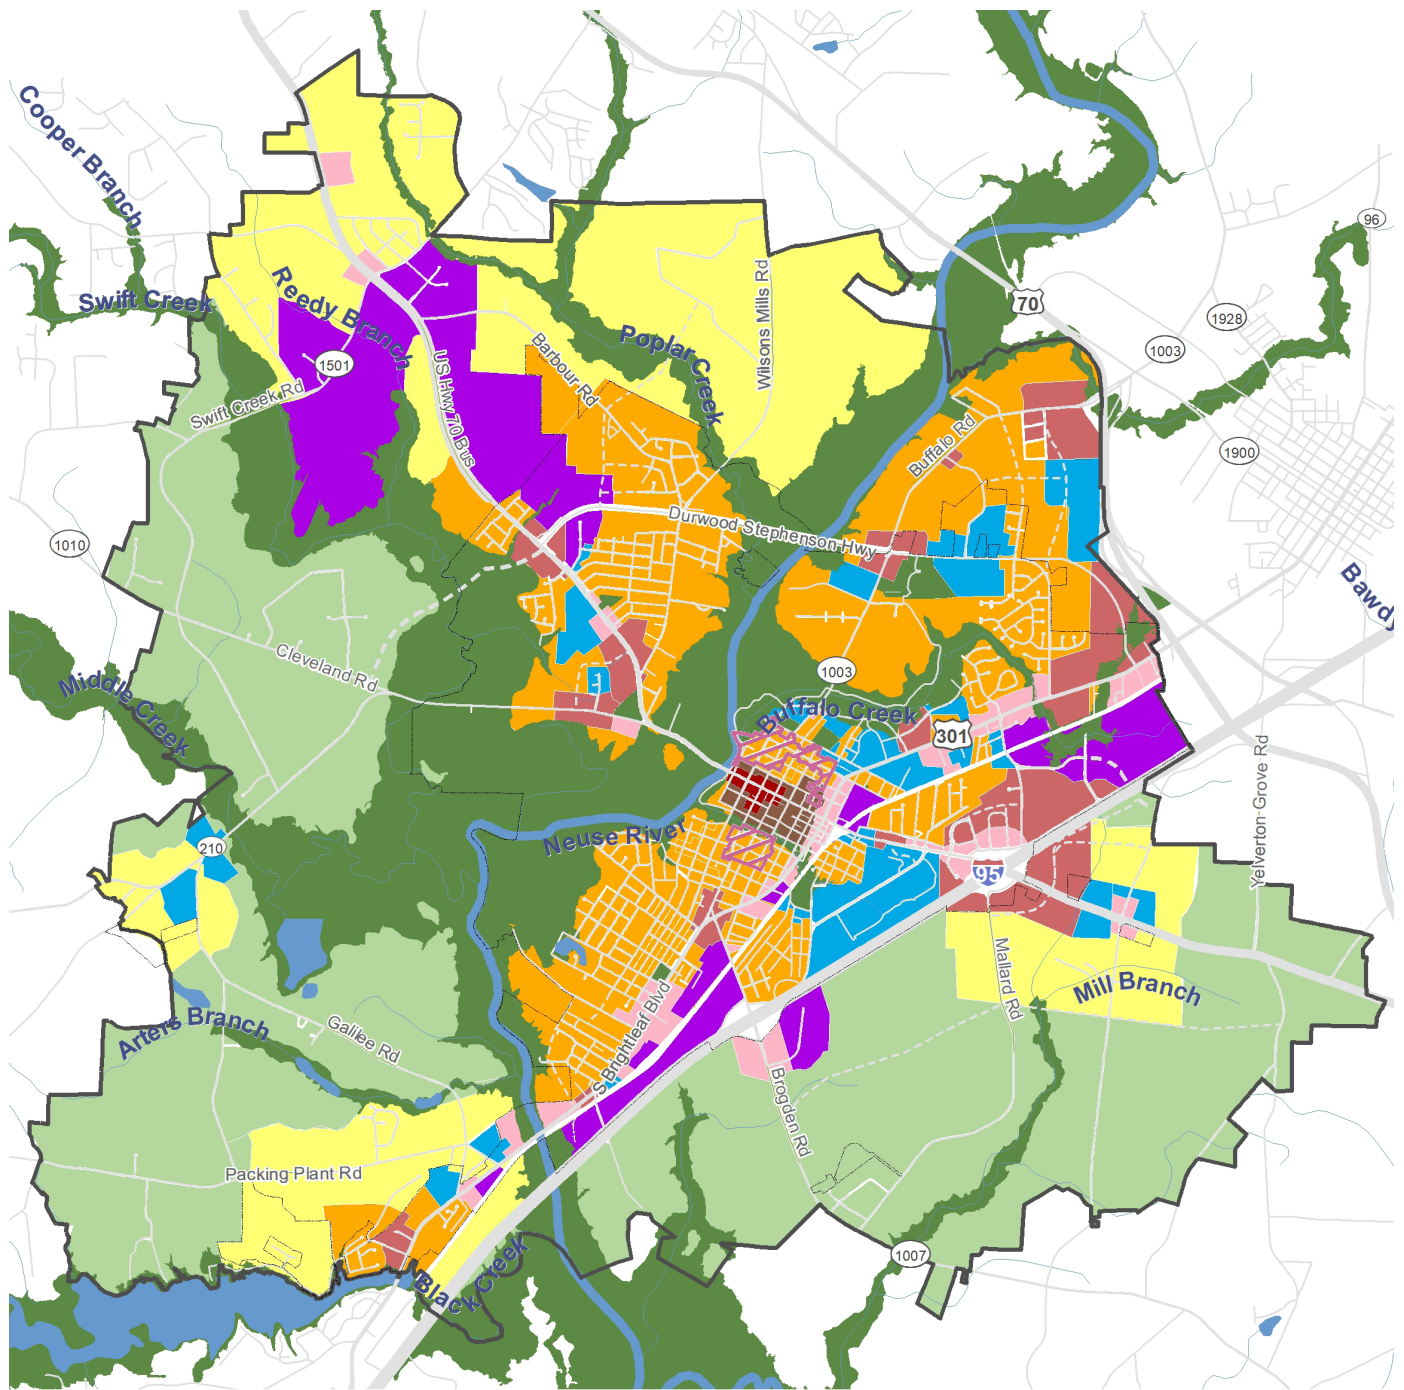 Cooper Branch
96
Swift Creek
Reedy Branch
70
1928
Wilsons Mills Rd
Poplar Creek
1003
1501
Barbour Rd
US Hwy 70 Bus
Swift Creek Rd
Buffalo Rd
1900
Durwood Stephenson Hwy
1010
Bawdy
Cleveland Rd
1003
Middle Creek
Buffalo Creek
301
Yelverton-Grove Rd
Neuse River
210
95
Mallard Rd
Mill Branch
Arters Branch
Galilee Rd
S Brightleaf Blvd
Brogden Rd
Packing Plant Rd
1007
Black Creek